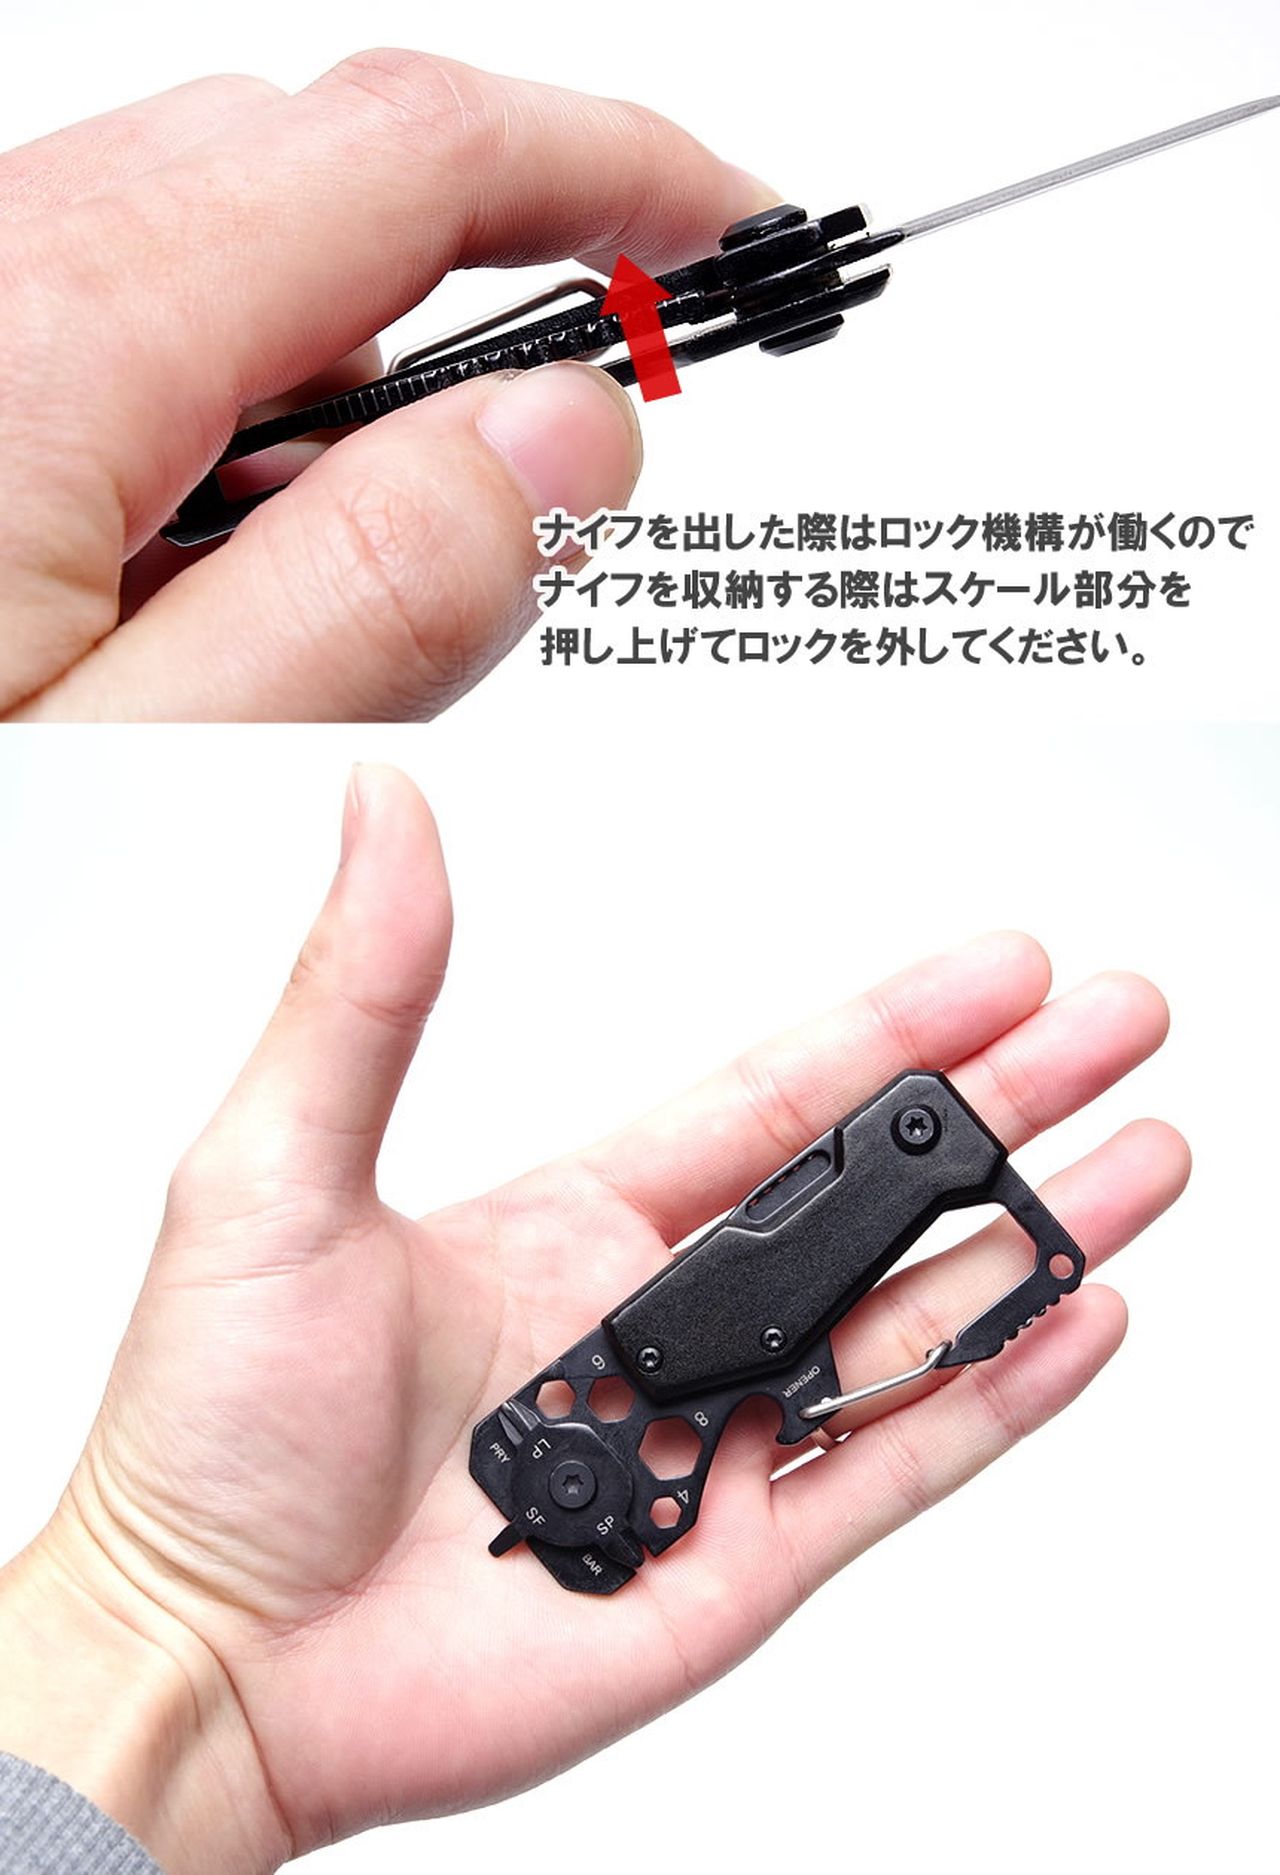 ナイフを出した際はロック機構が働くので
ナイフを収納する際はスケール部分を
押し上げてロックを外してください。
6
OPENER
8
LP
PRY
4
SF
SP
BAR